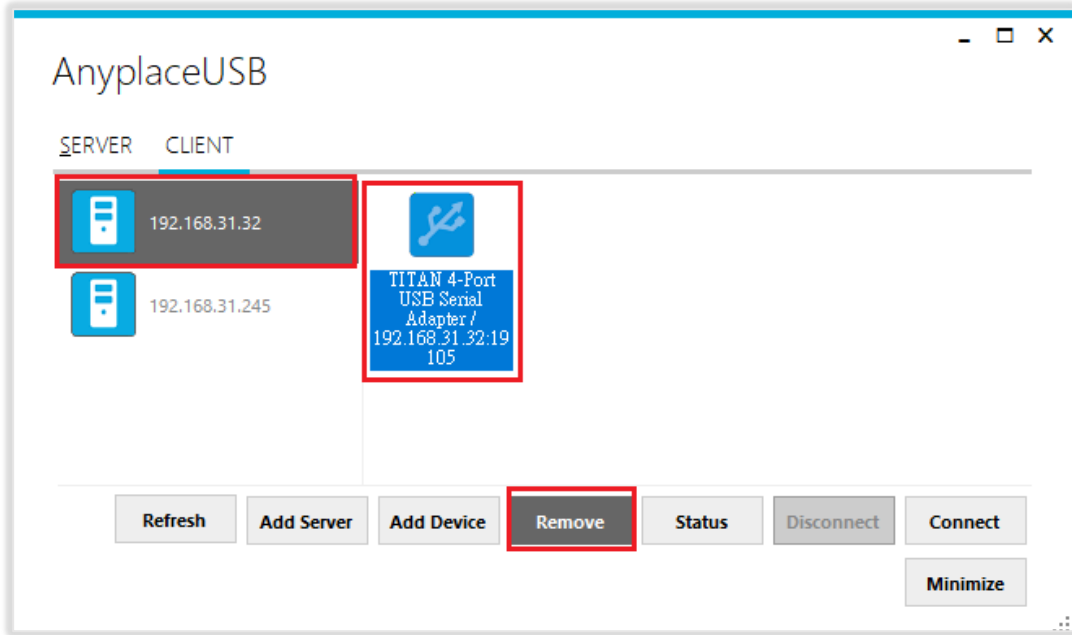 AnyplaceUSB
SERVER CLIENT
192.168.31.32
192.168.31.245
TITAN 4-Port
USB Serial
Adapter /
192.168.31.32:19
105
Refresh Add Server Add Device Remove Status Disconnect Connect
Minimize